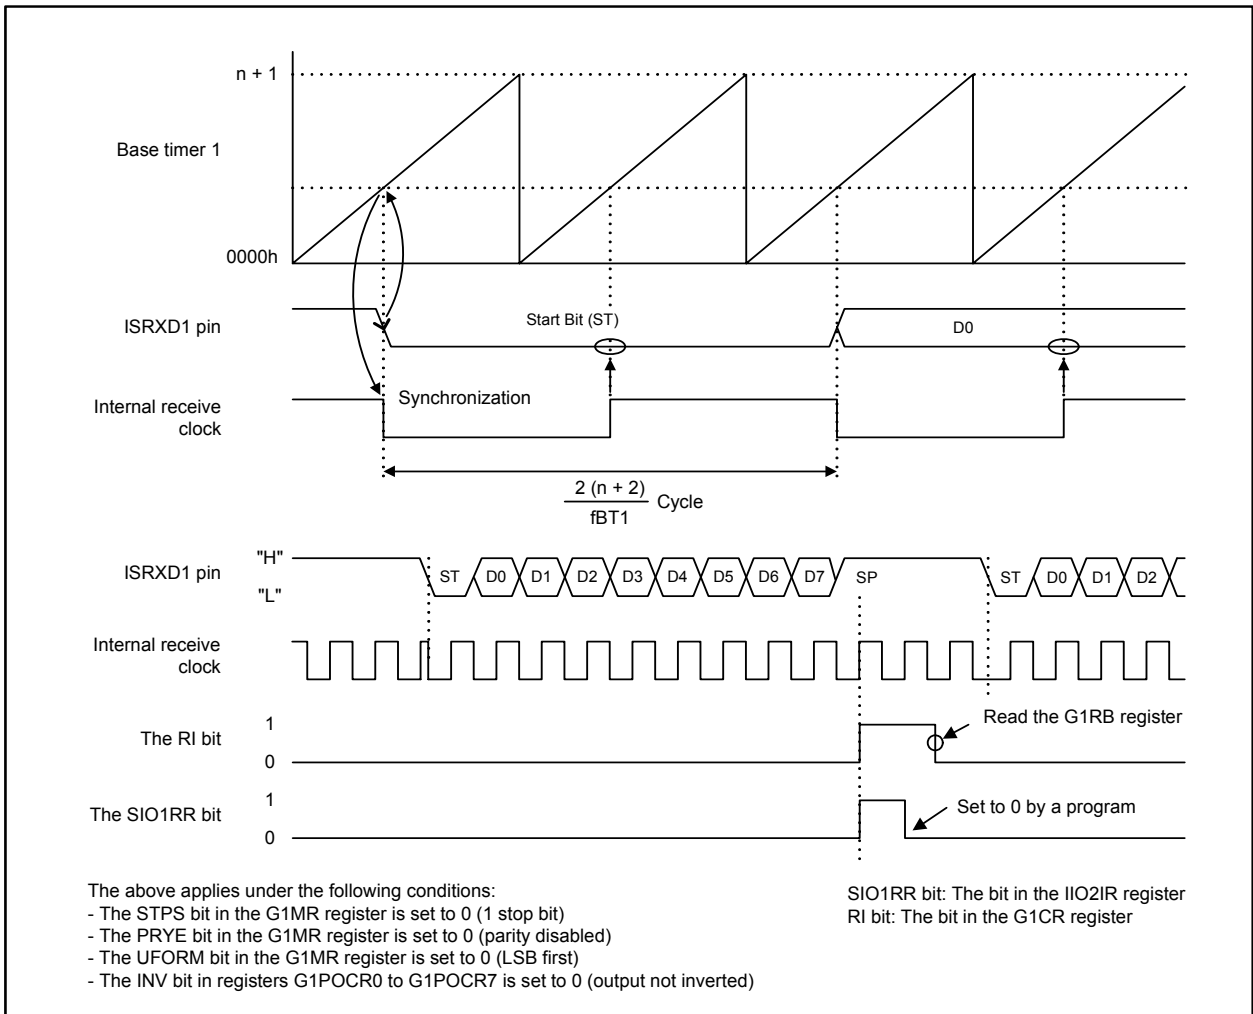 n + 1
Base timer 1
0000h
ISRXD1 pin
Start Bit (ST)
D0
Internal receive
clock
Synchronization
2 (n + 2)
fBT1
Cycle
ISRXD1 pin
"H"
"L"
ST D0 D1 D2 D3 D4 D5 D6 D7 SP ST D0 D1 D2
Internal receive
clock
The RI bit
1
0
Read the G1RB register
The SIO1RR bit
1
0
Set to 0 by a program
The above applies under the following conditions:
- The STPS bit in the G1MR register is set to 0 (1 stop bit)
- The PRYE bit in the G1MR register is set to 0 (parity disabled)
- The UFORM bit in the G1MR register is set to 0 (LSB first)
- The INV bit in registers G1POCR0 to G1POCR7 is set to 0 (output not inverted)
SIO1RR bit: The bit in the IIO2IR register
RI bit: The bit in the G1CR register